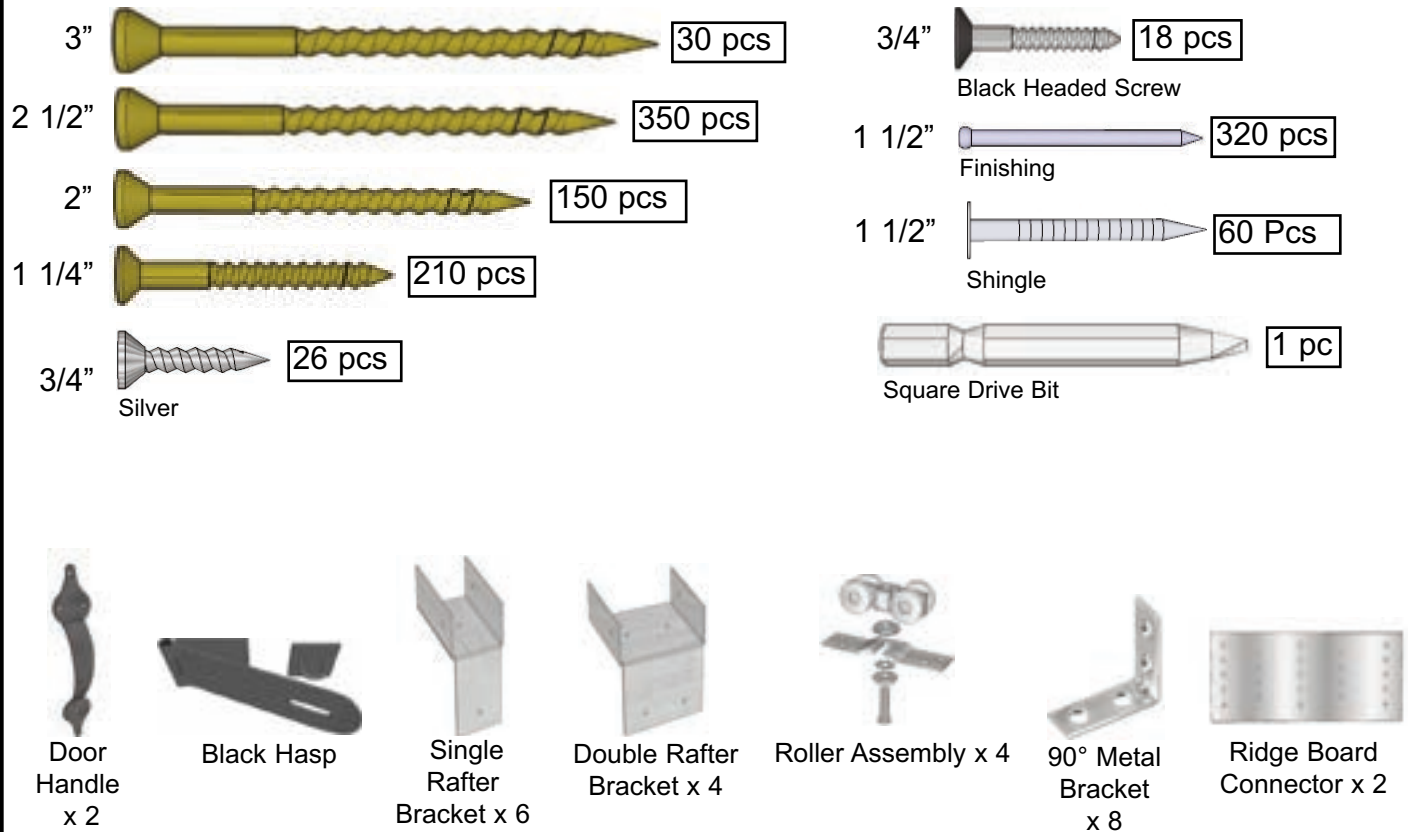 3”
30 pcs
2 1/2”
350 pcs
2”
150 pcs
1 1/4”
210 pcs
3/4”
26 pcs
Silver
3/4”
18 pcs
Black Headed Screw
1 1/2”
320 pcs
Finishing
1 1/2”
60 Pcs
Shingle
1 pc
Square Drive Bit
Door
Handle
x 2
Black Hasp
Single
Rafter
Bracket x 6
Double Rafter
Bracket x 4
Roller Assembly x 4
90° Metal
Bracket
x 8
Ridge Board
Connector x 2